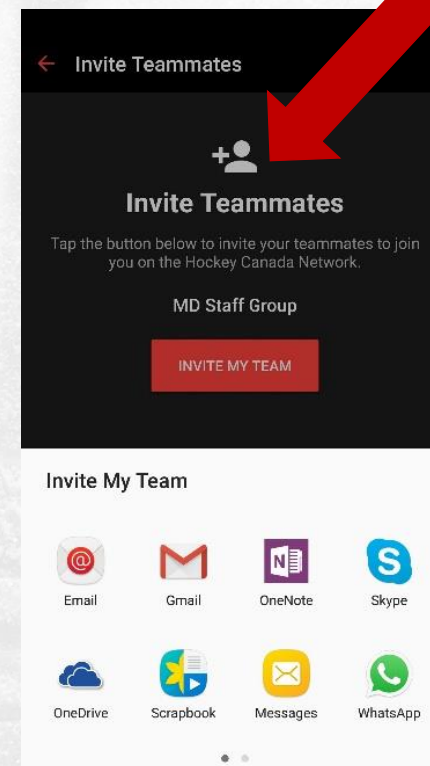 Invite Teammates
Invite Teammates
Tap the button below to invite your teammates to join
you on the Hockey Canada Network.
MD Staff Group
INVITE MY TEAM
Invite My Team
Email Gmail OneNote Skype
OneDrive Scrapbook Messages WhatsApp